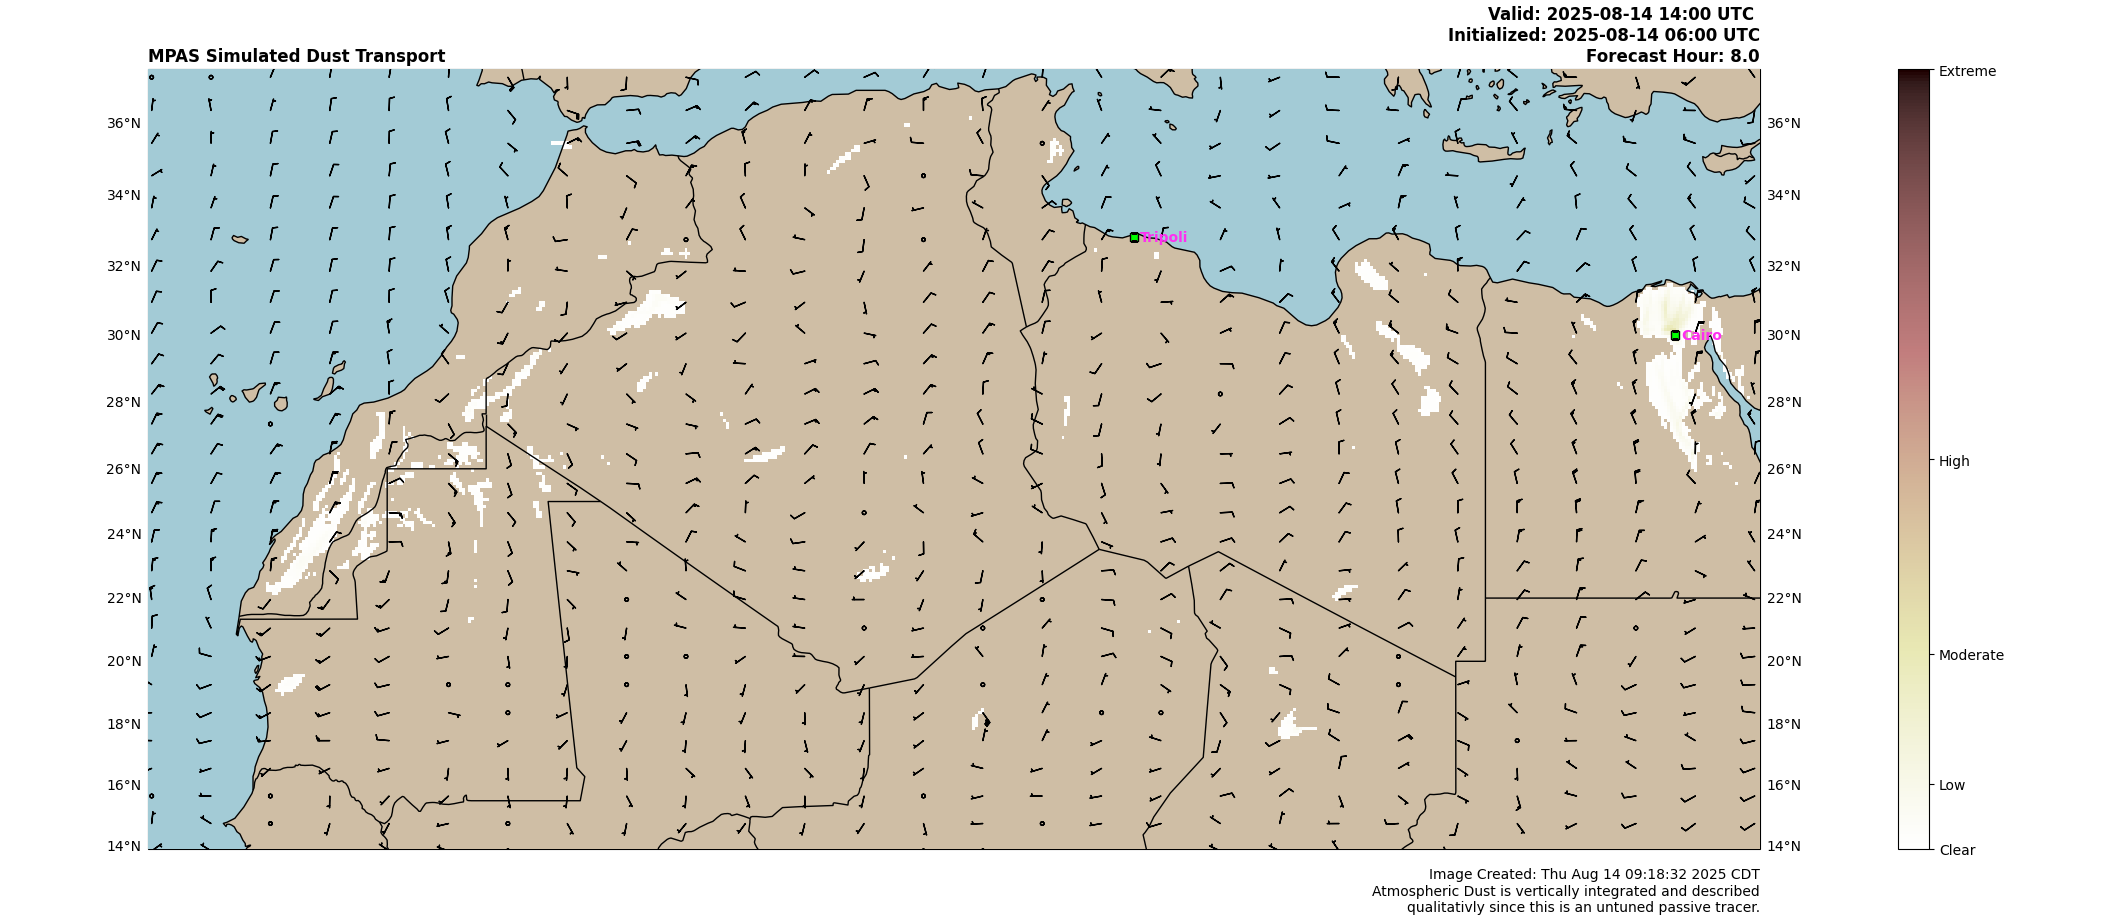 Valid: 2025-08-14 14:00 UTC
Initialized: 2025-08-14 06:00 UTC
MPAS Simulated Dust Transport
Forecast Hour: 8.0
36°N
34°N
32°N
30°N
28°N
26°N
24°N
22°N
20°N
18°N
16°N
14°N
Tripoli
Cairo
36°N
34°N
32°N
30°N
28°N
26°N
24°N
22°N
20°N
18°N
16°N
14°N
Extreme
High
Moderate
Low
Clear
Image Created: Thu Aug 14 09:18:32 2025 CDT
Atmospheric Dust is vertically integrated and described
qualitativly since this is an untuned passive tracer.